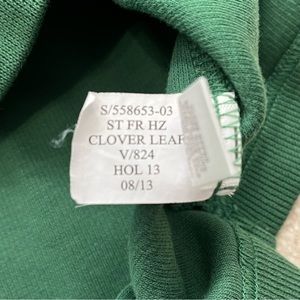 S/558653-03
ST FR HZ
CLOVER LEAF
V/824
HOL 13
08/13